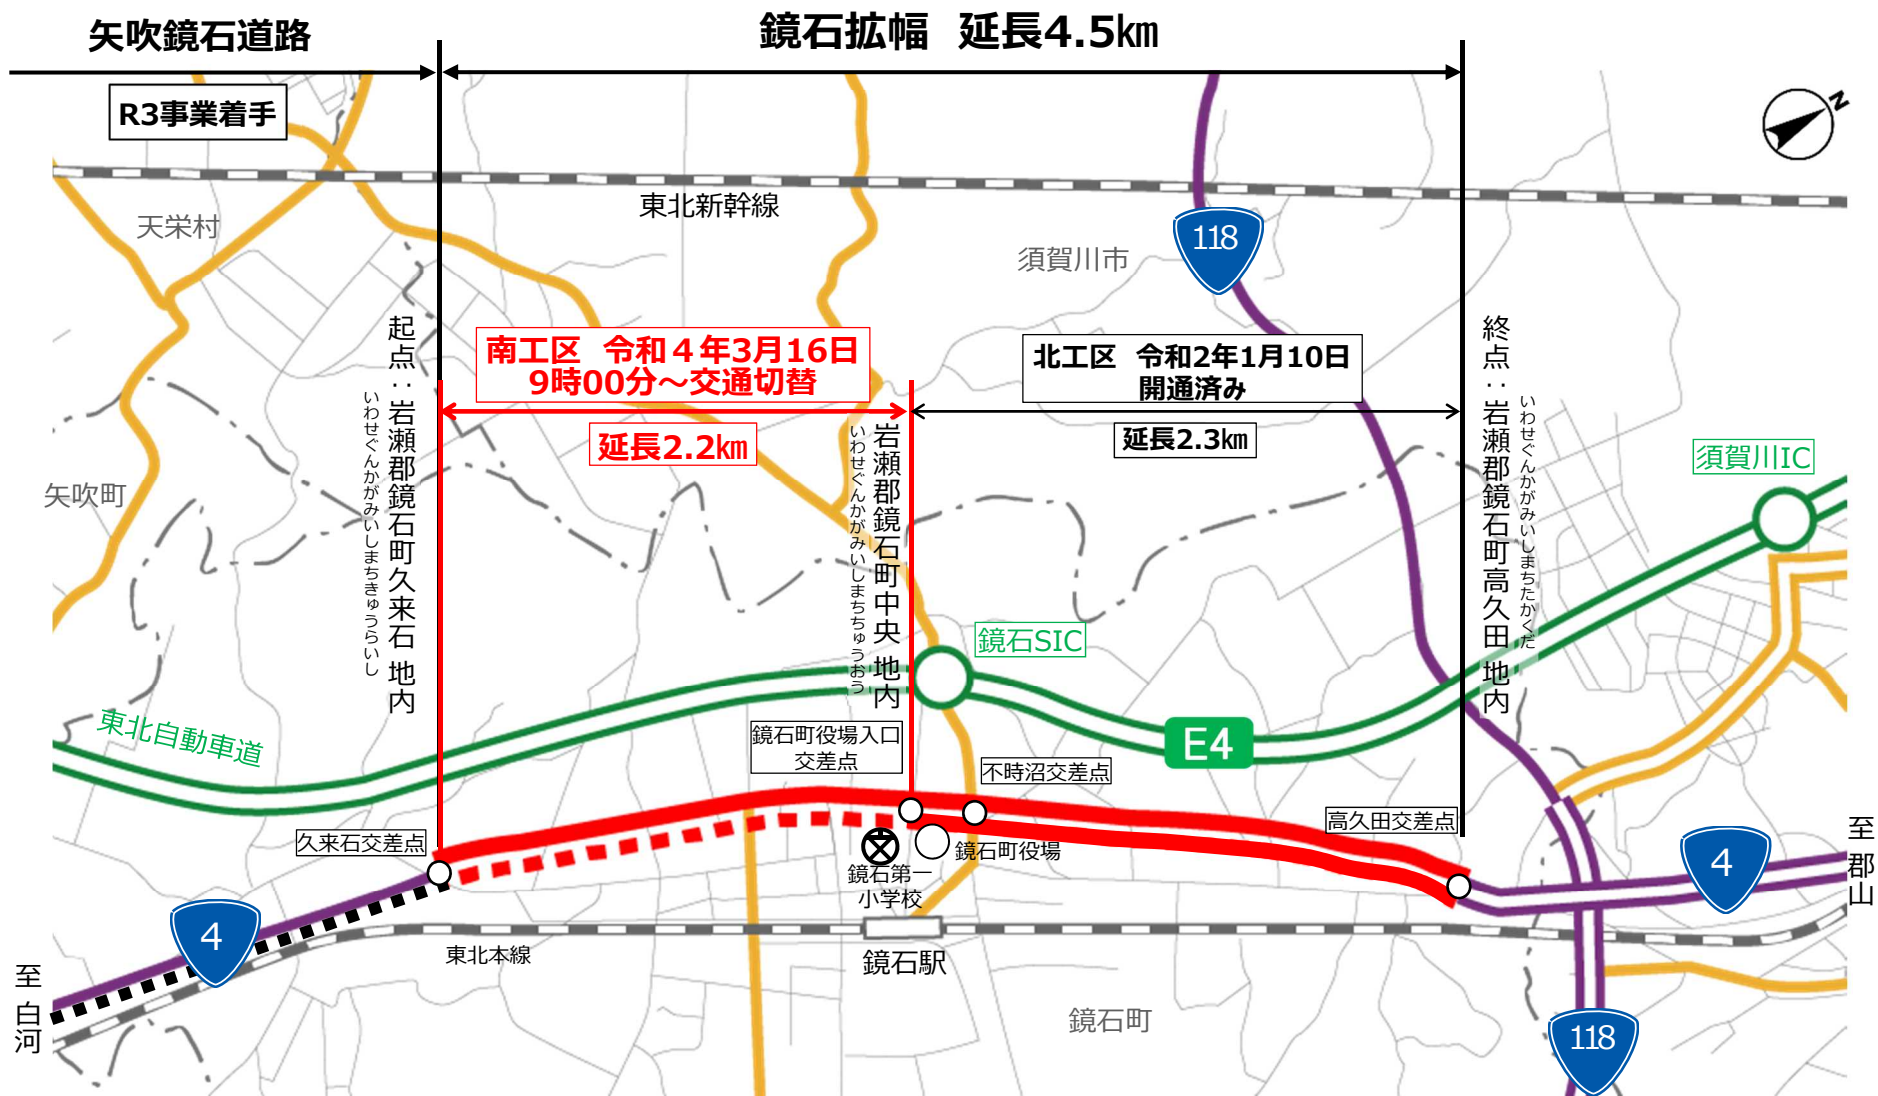 矢吹鏡石道路
鏡石拡幅 延長4.5㎞
R3事業着手
N
東北新幹線
天栄村
118
須賀川市
起点：岩瀬郡鏡石町久来石 地内
いわせぐんかがみいしまちきゅうらいし
南工区 令和４年3月16日
9時00分～交通切替
北工区 令和2年1月10日
開通済み
終点：岩瀬郡鏡石町高久田 地内
いわせぐんかがみいしまちたかくだ
延長2.2㎞
岩瀬郡鏡石町中央 地内
いわせぐんかがみいしまちちゅうおう
延長2.3㎞
須賀川IC
矢吹町
鏡石SIC
東北自動車道
鏡石町役場入口
交差点
E4
不時沼交差点
久来石交差点
高久田交差点
鏡石町役場
鏡石第一
小学校
4
至 郡山
4
東北本線
鏡石駅
至 白河
鏡石町
118